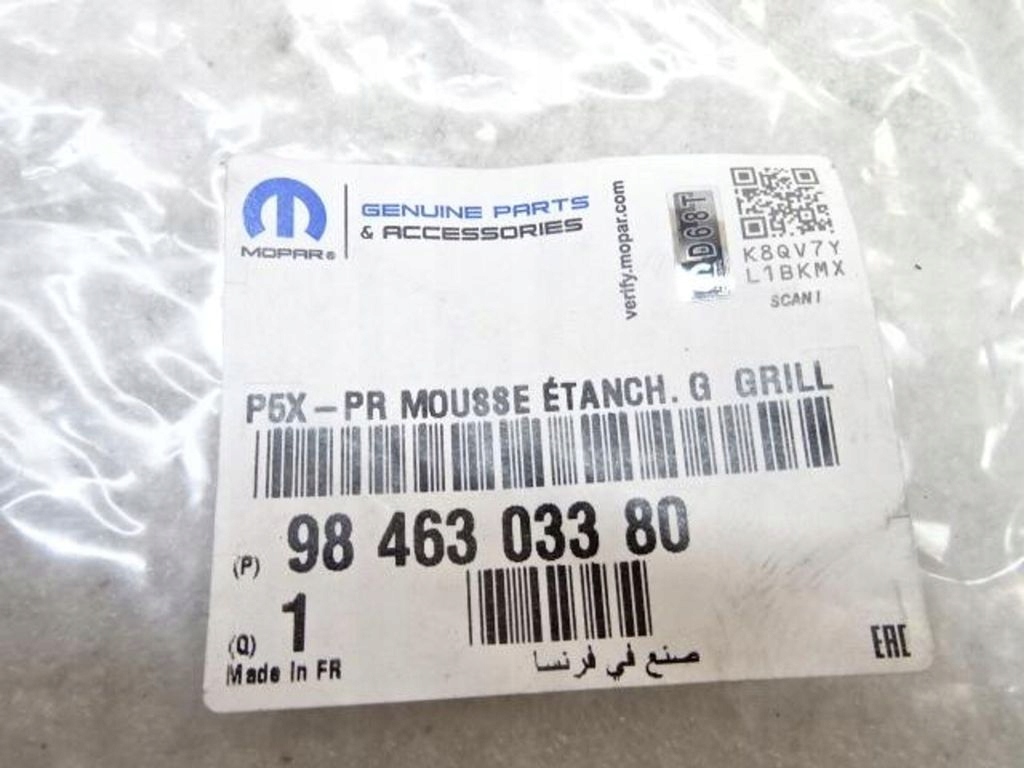 MOPAR®
GENUINE PARTS
& ACCESSORIES
verify.mopar.com
D68T
K8QV7Y
L1BKMX
SCAN!
P5X - PR MOUSSE ÉTANCH. G GRILL
(P) 98 463 033 80
(Q) 1
Made In FR
صنع في فرنسا
EAC